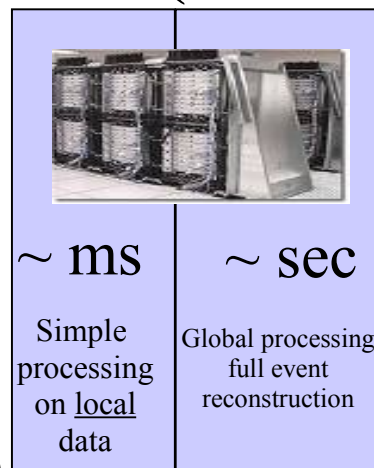 ~ ms
Simple
processing
on local
data
~ sec
Global processing
full event
reconstruction